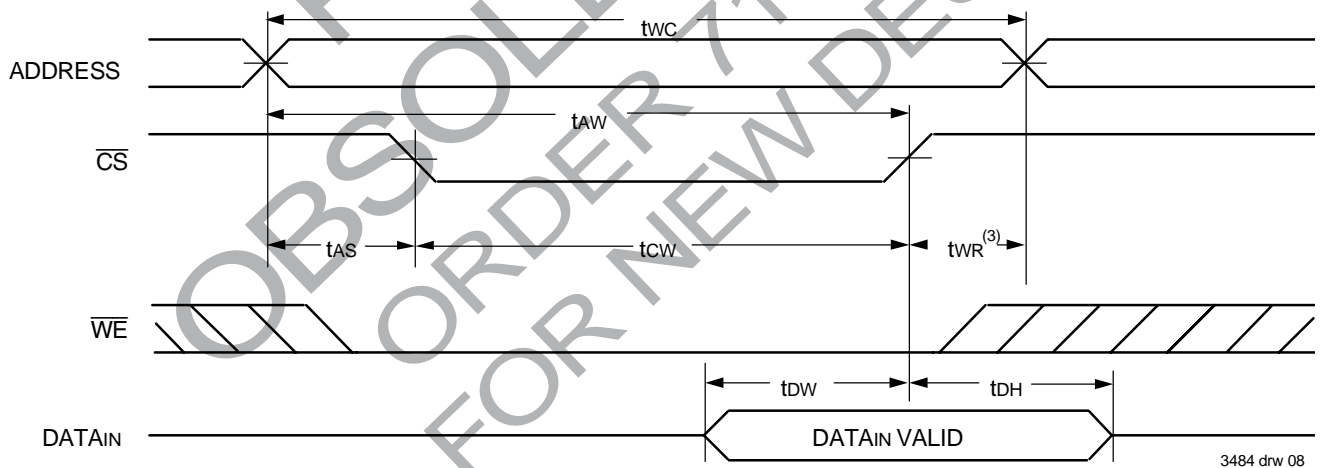 tWC
ADDRESS
tAW
CS
tAS
tCW
tWR(3)
WE
tDW
tDH
DATAIN
DATAIN VALID
3484 drw 08
OBSOL
ORDER 71
FOR NEW DES